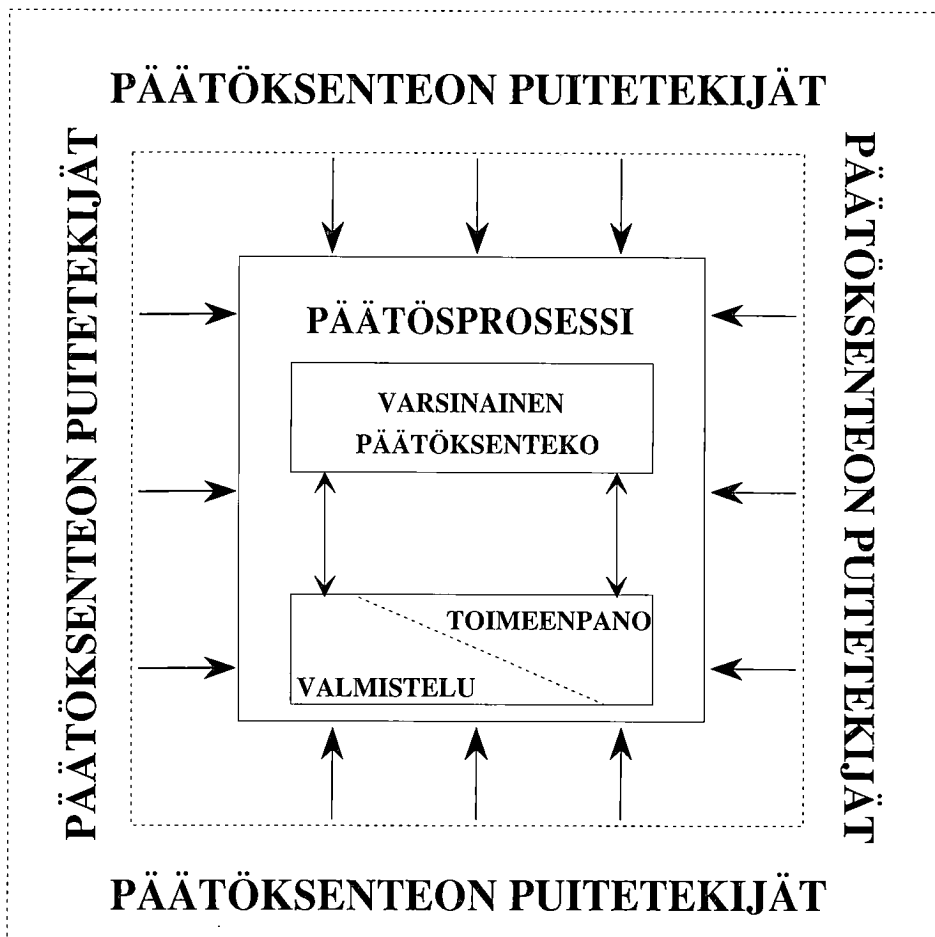 PÄÄTÖKSENTEON PUITETEKIJÄT
PÄÄTÖKSENTEON PUITETEKIJÄT
PÄÄTÖKSENTEON PUITETEKIJÄT
PÄÄTÖSPROSESSI
VARSINAINEN
PÄÄTÖKSENTEKO
TOIMEENPANO
VALMISTELU
PÄÄTÖKSENTEON PUITETEKIJÄT